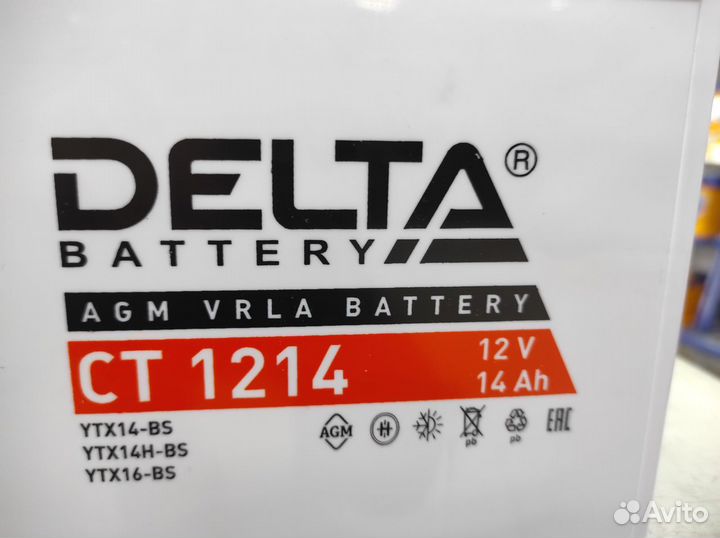 DELTA®
BATTERY
AGM VRLA BATTERY
CT 1214
12 V
14 Ah
YTX14-BS
YTX14H-BS
YTX16-BS
AGM
H
Pb
Pb
EAC
Avito